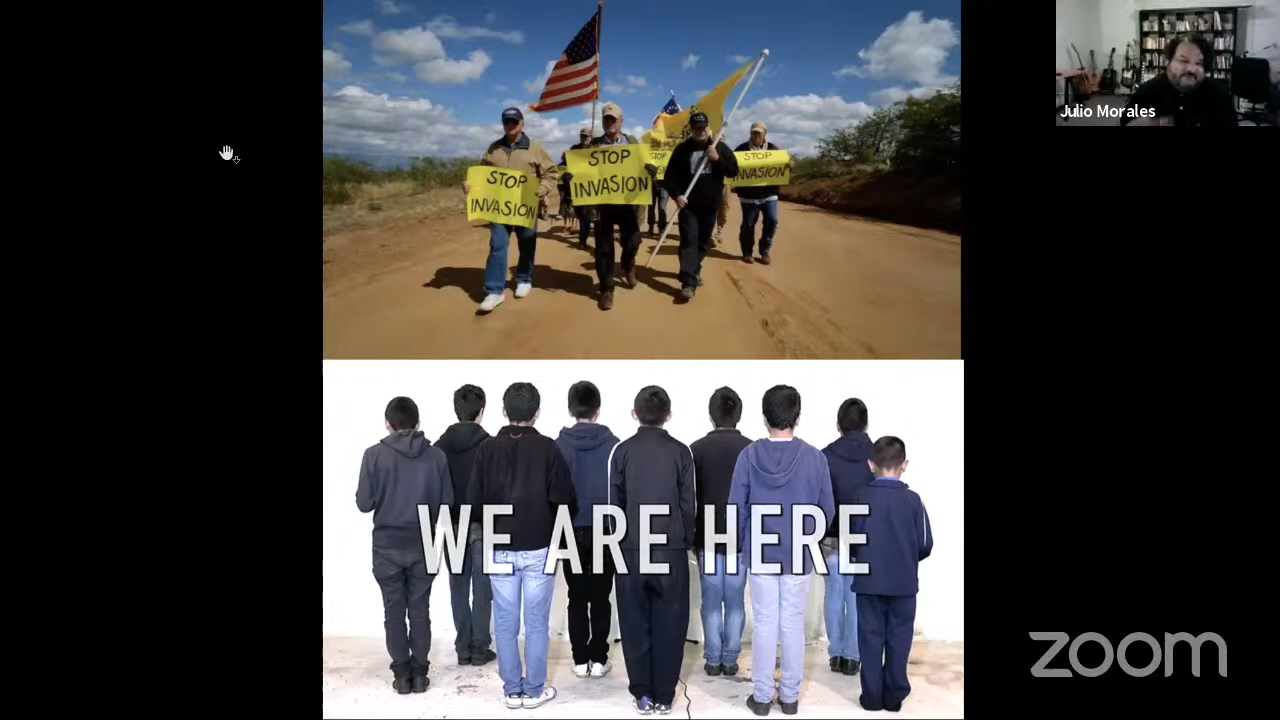 STOP
INVASION
STOP
INVASION
STOP
INVASION
Julio Morales
WE ARE HERE
zoom